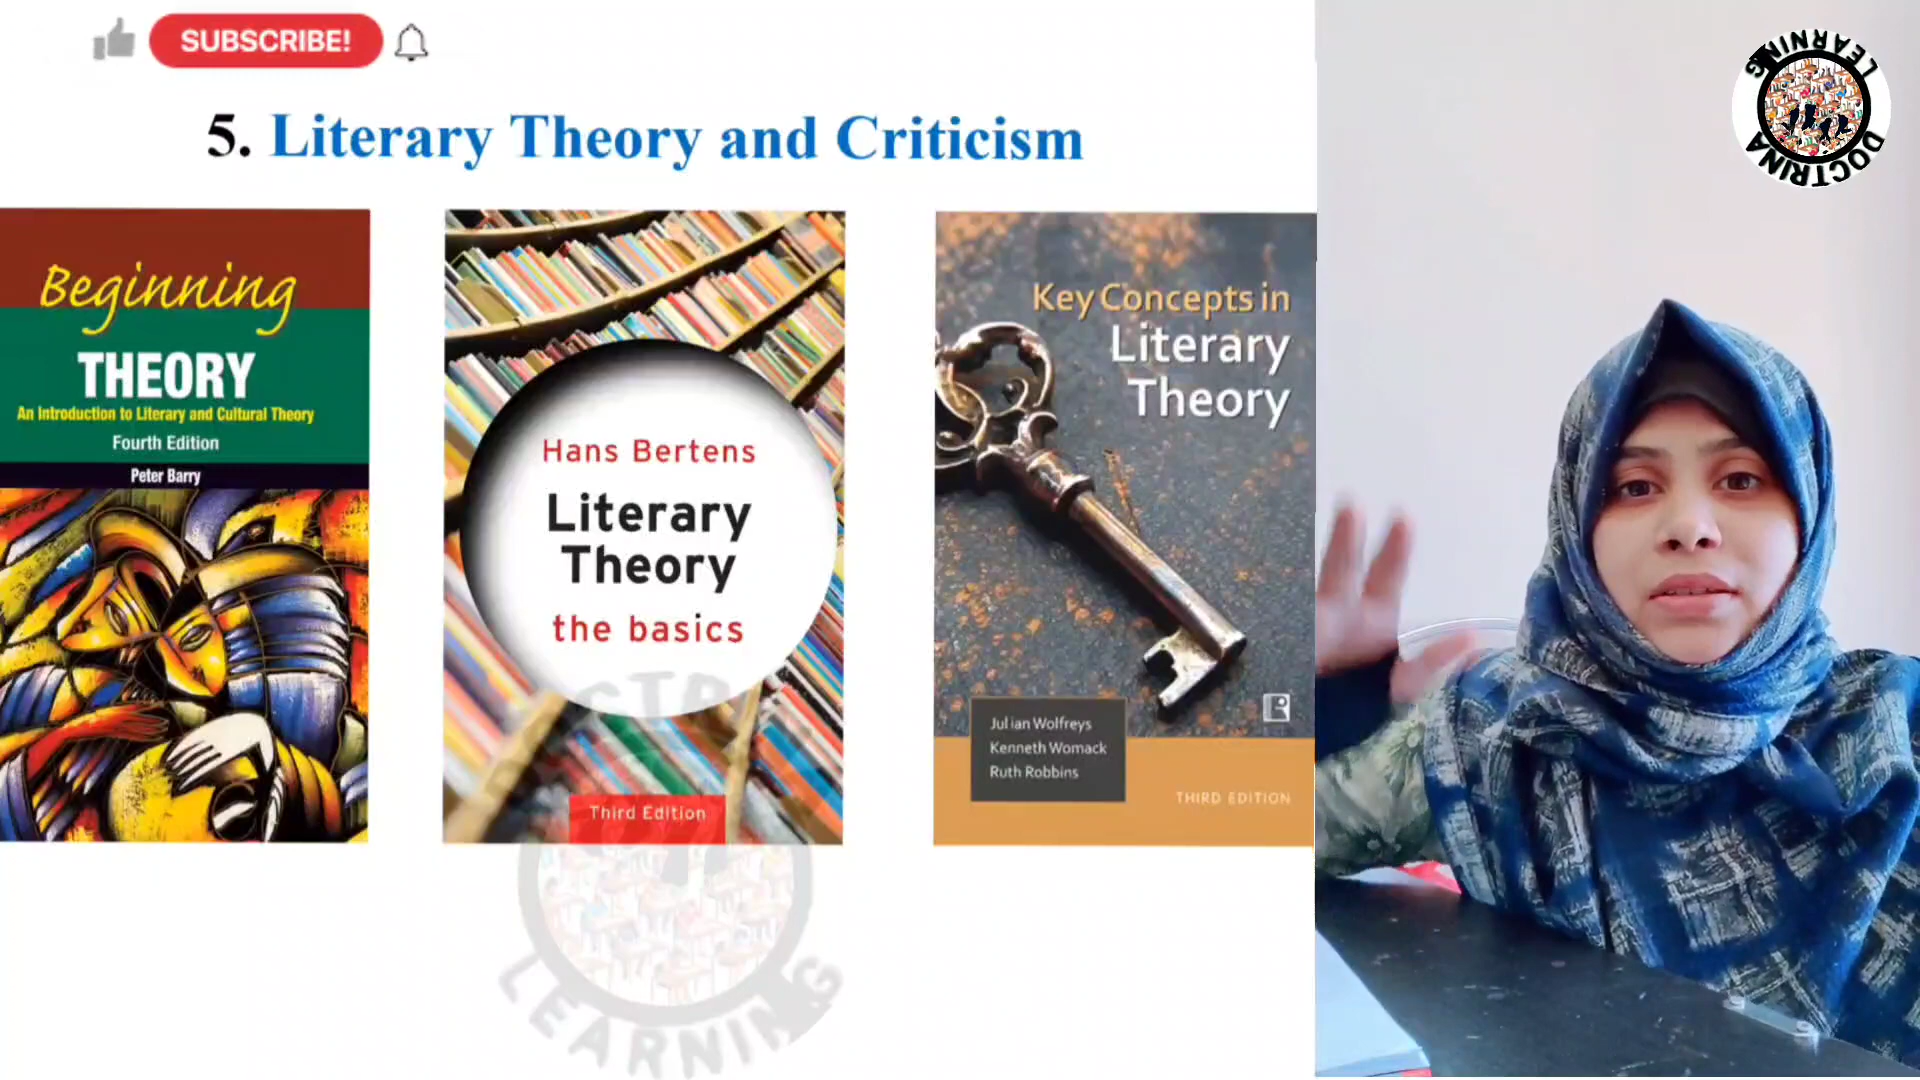 SUBSCRIBE!
5. Literary Theory and Criticism
Beginning
THEORY
An Introduction to Literary and Cultural Theory
Fourth Edition
Peter Barry
Hans Bertens
Literary
Theory
the basics
Third Edition
Key Concepts in
Literary
Theory
Julian Wolfreys
Kenneth Womack
Ruth Robbins
THIRD EDITION
LEARNING
DOCTRINA
LEARNING